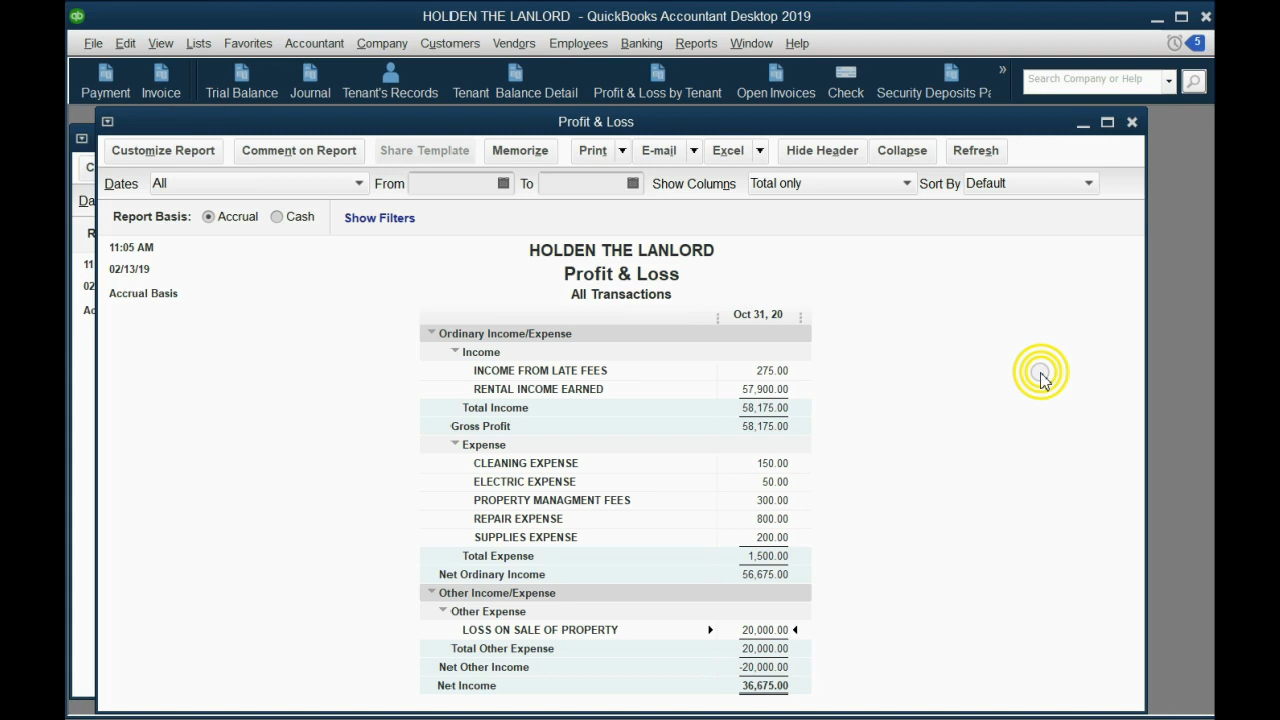 HOLDEN THE LANLORD - QuickBooks Accountant Desktop 2019
File Edit View Lists Favorites Accountant Company Customers Vendors Employees Banking Reports Window Help 5
Payment Invoice Trial Balance Journal Tenant's Records Tenant Balance Detail Profit & Loss by Tenant Open Invoices Check Security Deposits Pa » Search Company or Help
Profit & Loss
Customize Report Comment on Report Share Template Memorize Print E-mail Excel Hide Header Collapse Refresh
Dates All From To Show Columns Total only Sort By Default
Report Basis: Accrual Cash Show Filters
11:05 AM
02/13/19
Accrual Basis
HOLDEN THE LANLORD
Profit & Loss
All Transactions
Oct 31, 20
Ordinary Income/Expense
Income
INCOME FROM LATE FEES 275.00
RENTAL INCOME EARNED 57,900.00
Total Income 58,175.00
Gross Profit 58,175.00
Expense
CLEANING EXPENSE 150.00
ELECTRIC EXPENSE 50.00
PROPERTY MANAGMENT FEES 300.00
REPAIR EXPENSE 800.00
SUPPLIES EXPENSE 200.00
Total Expense 1,500.00
Net Ordinary Income 56,675.00
Other Income/Expense
Other Expense
LOSS ON SALE OF PROPERTY 20,000.00
Total Other Expense 20,000.00
Net Other Income -20,000.00
Net Income 36,675.00